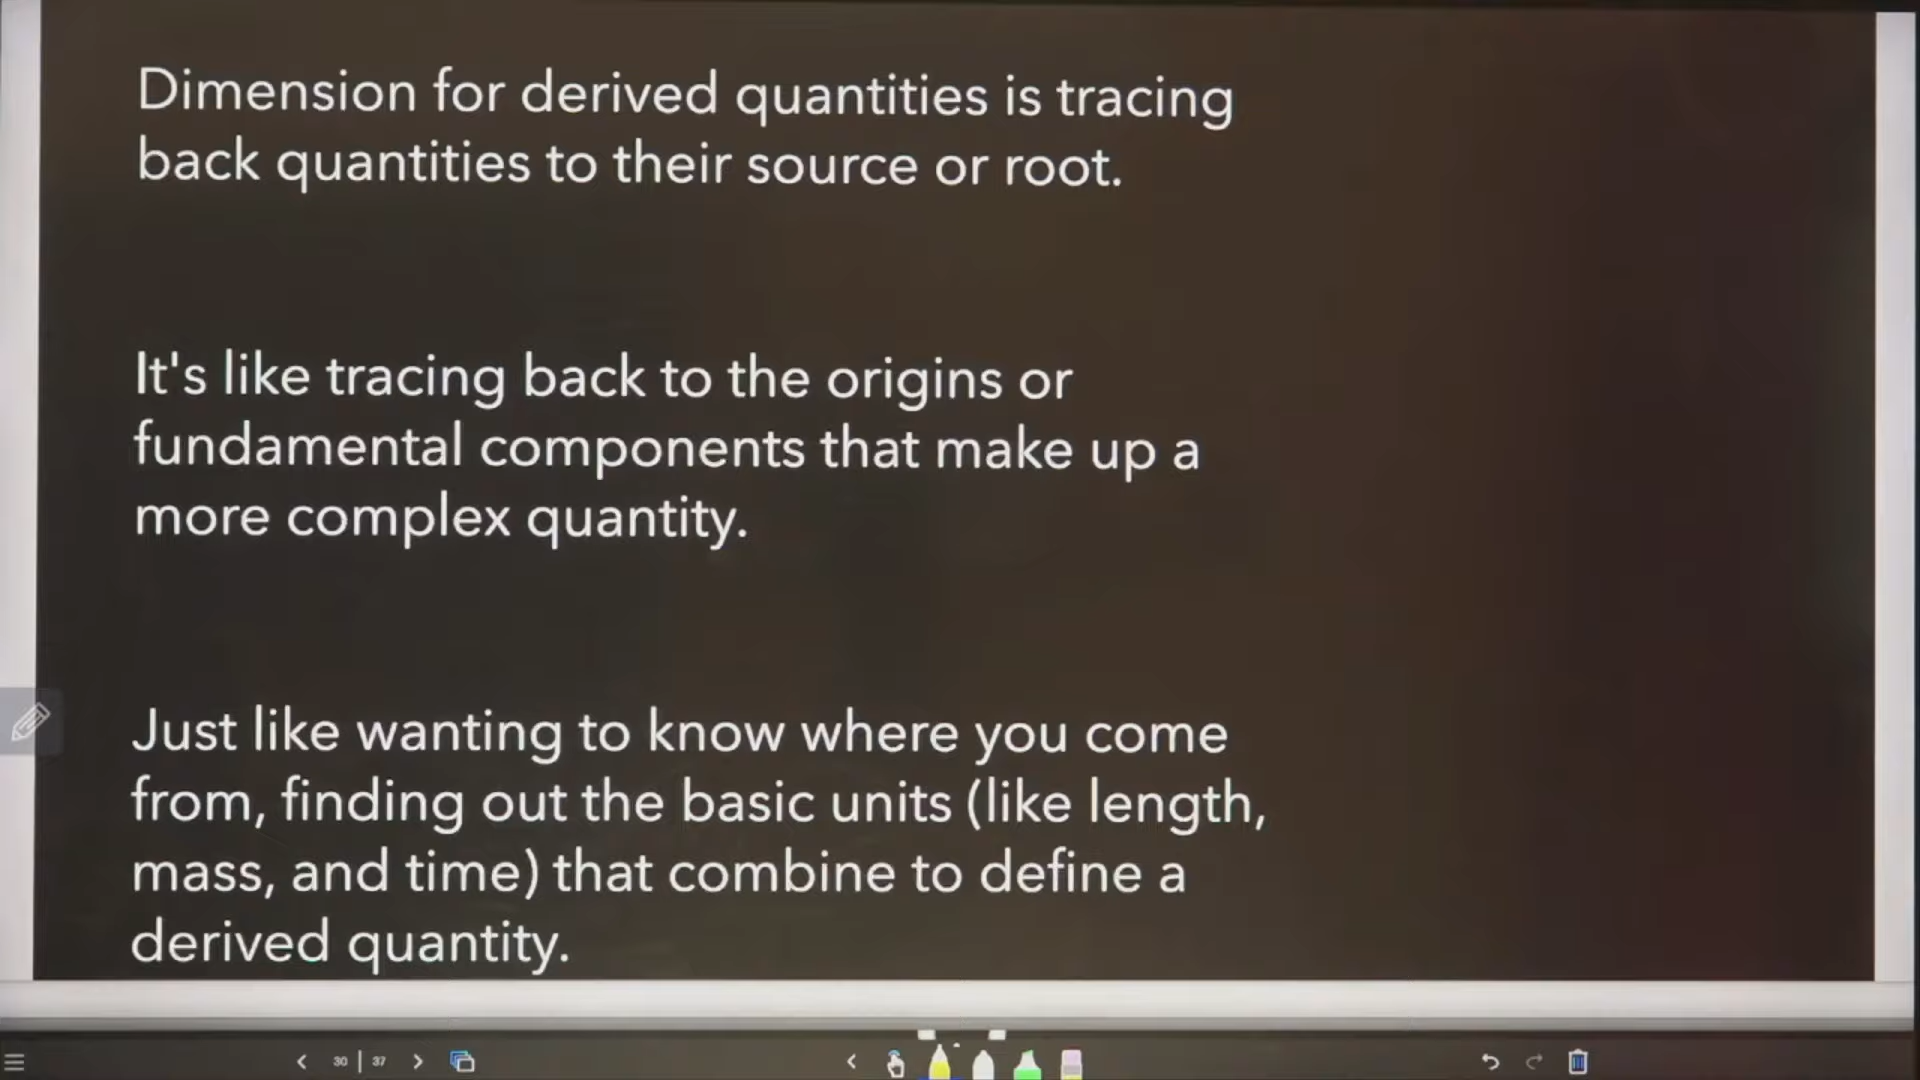 Dimension for derived quantities is tracing
back quantities to their source or root.
It's like tracing back to the origins or
fundamental components that make up a
more complex quantity.
Just like wanting to know where you come
from, finding out the basic units (like length,
mass, and time) that combine to define a
derived quantity.
30 | 37